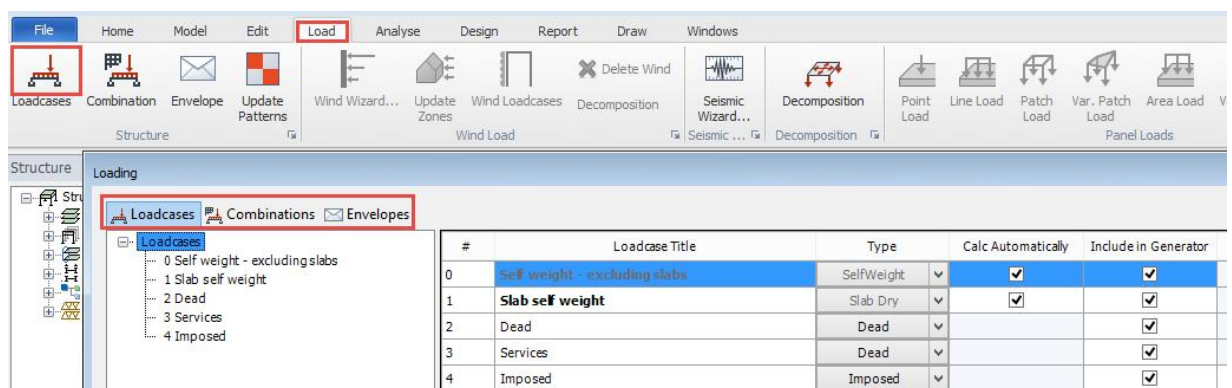 File Home Model Edit Load Analyse Design Report Draw Windows
Loadcases Combination Envelope Update Patterns Wind Wizard... Update Zones Wind Loadcases Delete Wind Decomposition Seismic Wizard... Decomposition Point Load Line Load Patch Load Var. Patch Load Area Load
Structure Wind Load Seismic ... Decomposition Panel Loads
Structure Loading
Loadcases Combinations Envelopes
Loadcases
0 Self weight - excluding slabs
1 Slab self weight
2 Dead
3 Services
4 Imposed
# Loadcase Title Type Calc Automatically Include in Generator
0 Self weight - excluding slabs SelfWeight
1 Slab self weight Slab Dry
2 Dead Dead
3 Services Dead
4 Imposed Imposed